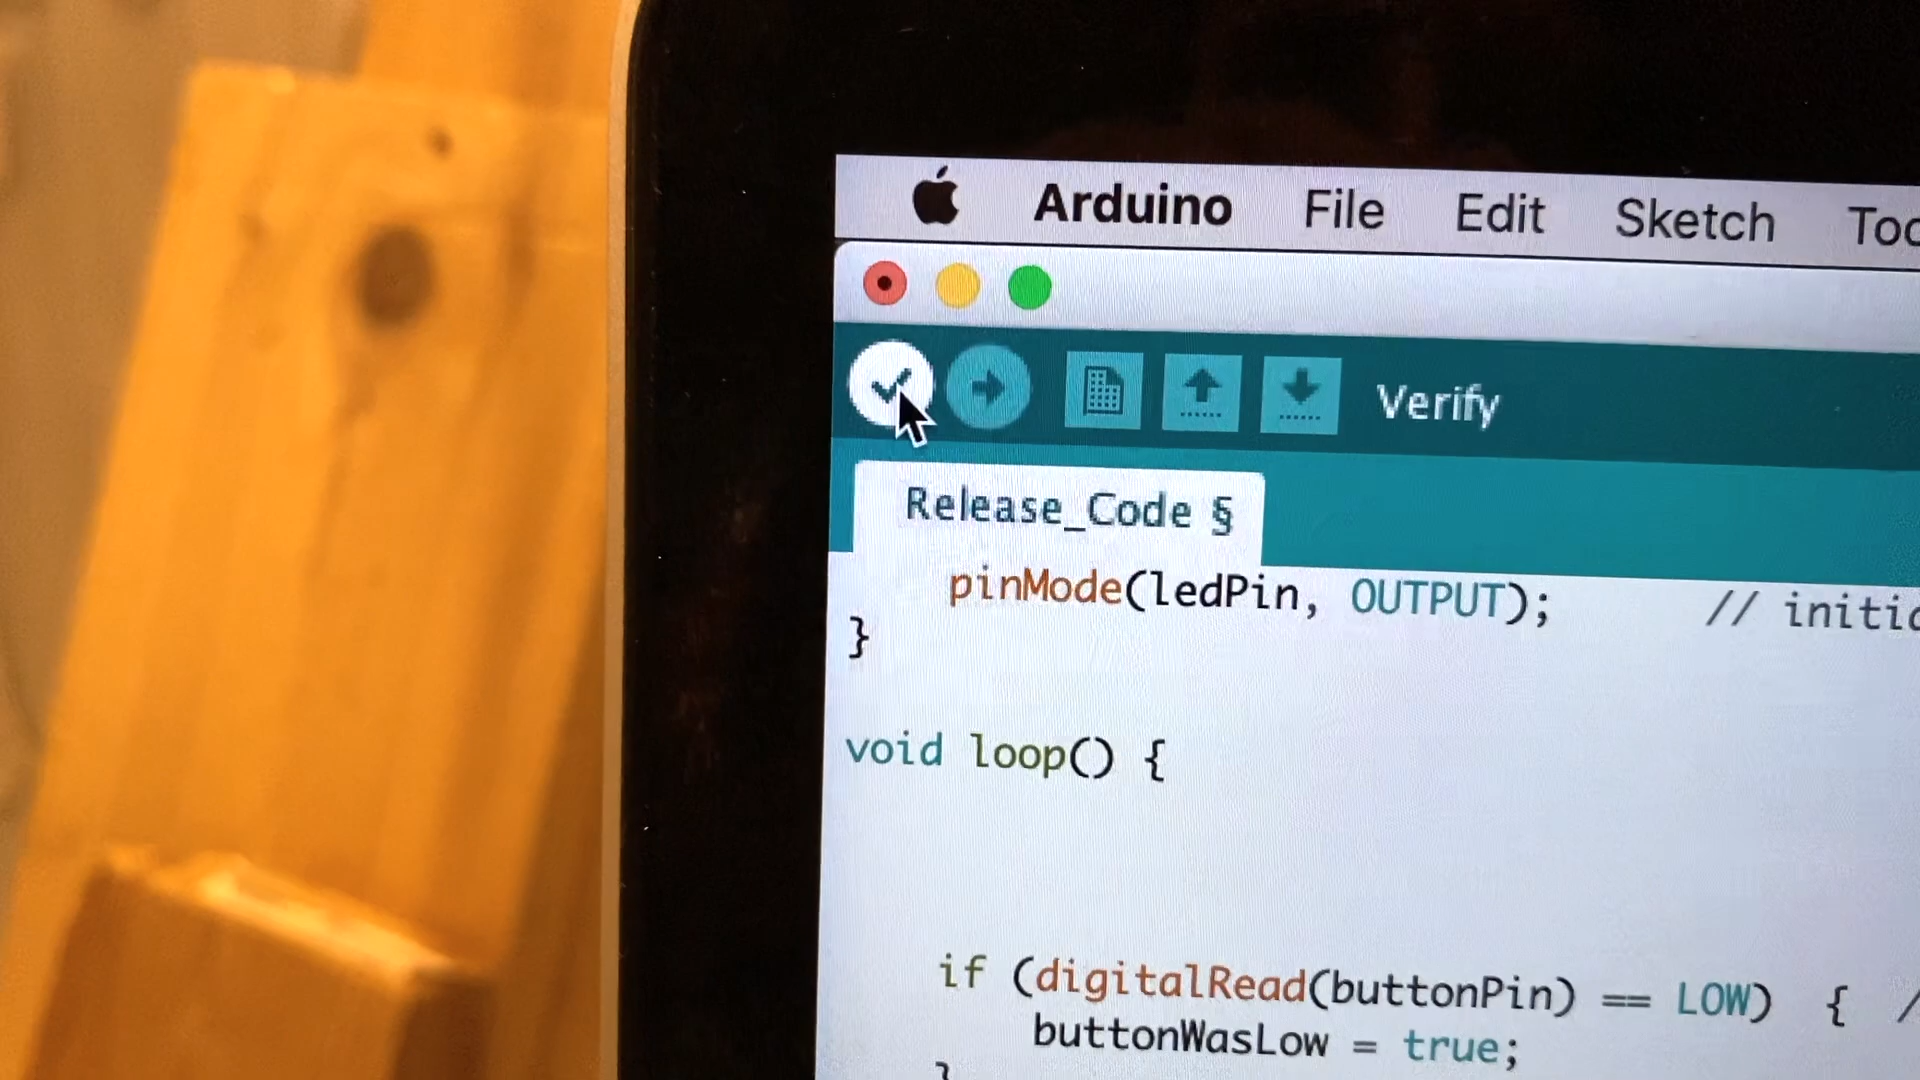 Arduino File Edit Sketch
Verify
Release_Code §
pinMode(ledPin, OUTPUT); //
}
void loop() {
if (digitalRead(buttonPin) == LOW) { /
buttonWasLow = true;
}